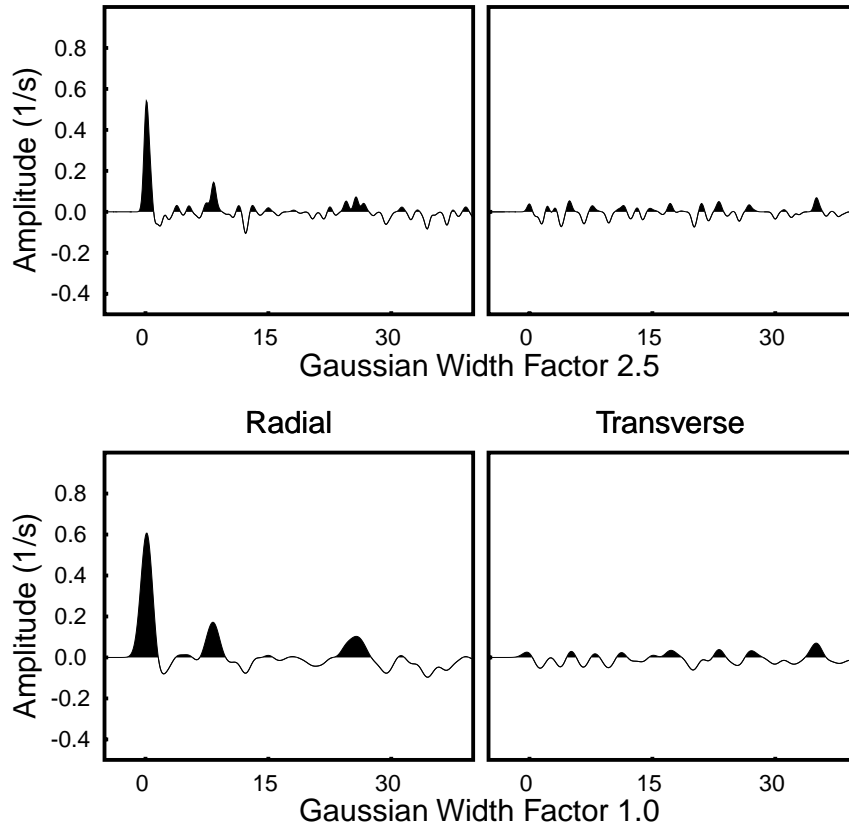 0.8
0.6
0.4
0.2
0.0
-0.2
-0.4
Amplitude (1/s)
0 15 30 0 15 30
Gaussian Width Factor 2.5
Radial Transverse
0.8
0.6
0.4
0.2
0.0
-0.2
-0.4
Amplitude (1/s)
0 15 30 0 15 30
Gaussian Width Factor 1.0